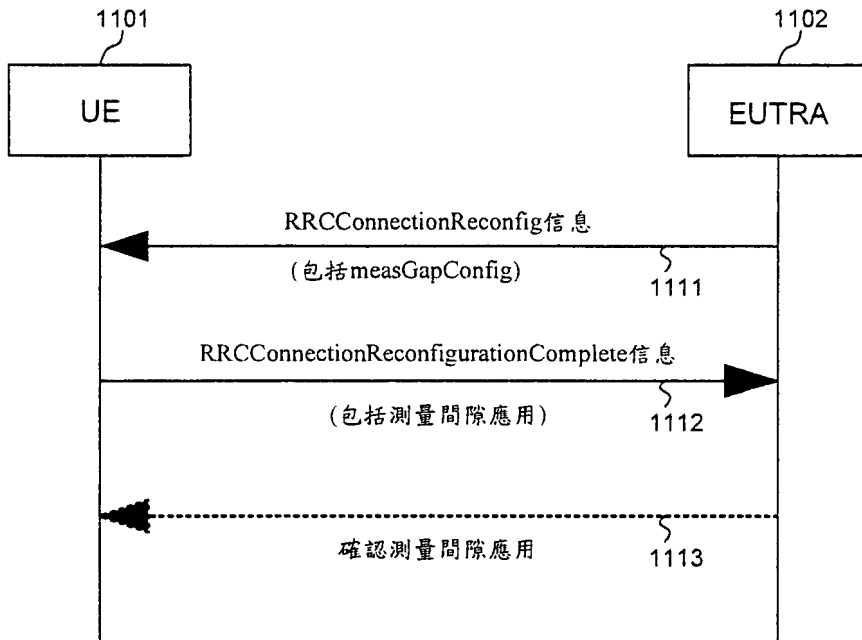 1101
1102
UE
EUTRA
RRCConnectionReconfig信息
(包括measGapConfig)
1111
RRCConnectionReconfigurationComplete信息
(包括測量間隙應用)
1112
確認測量間隙應用
1113